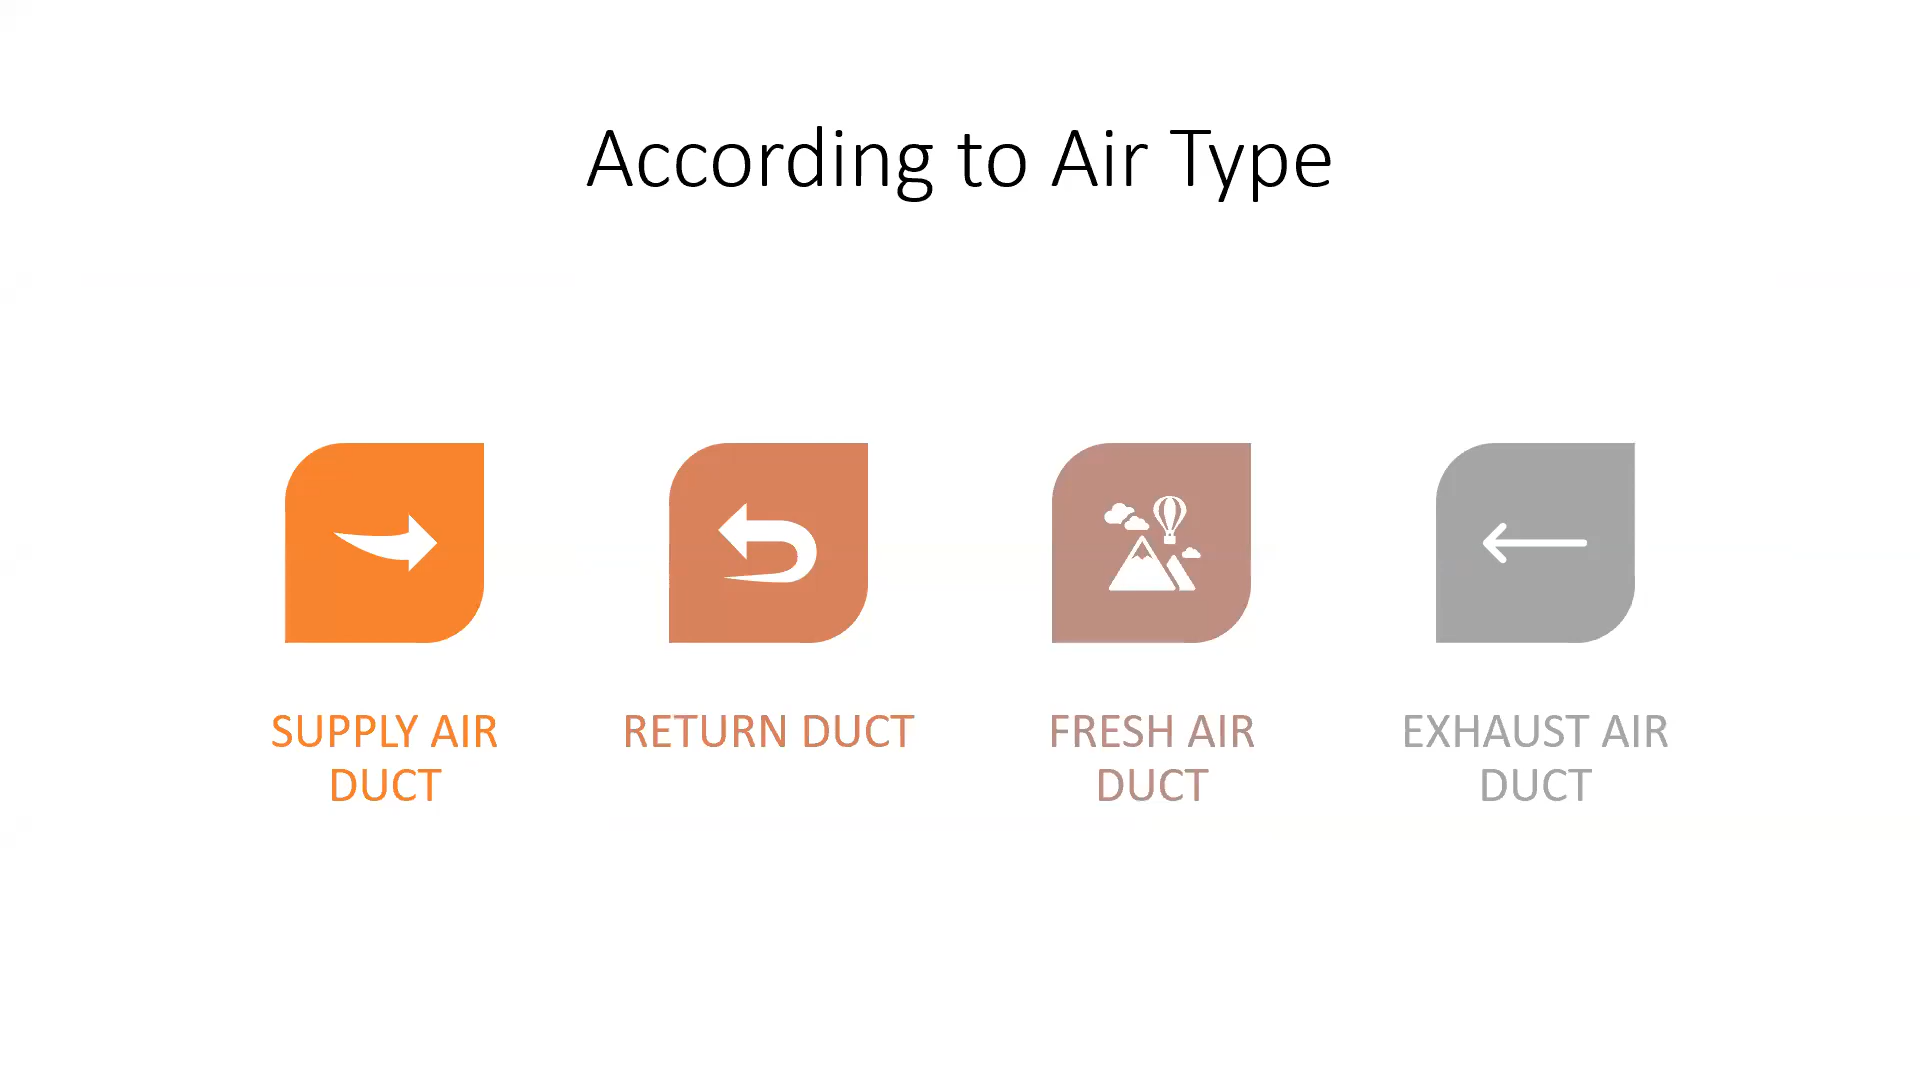 According to Air Type
SUPPLY AIR
DUCT
RETURN DUCT
FRESH AIR
DUCT
EXHAUST AIR
DUCT